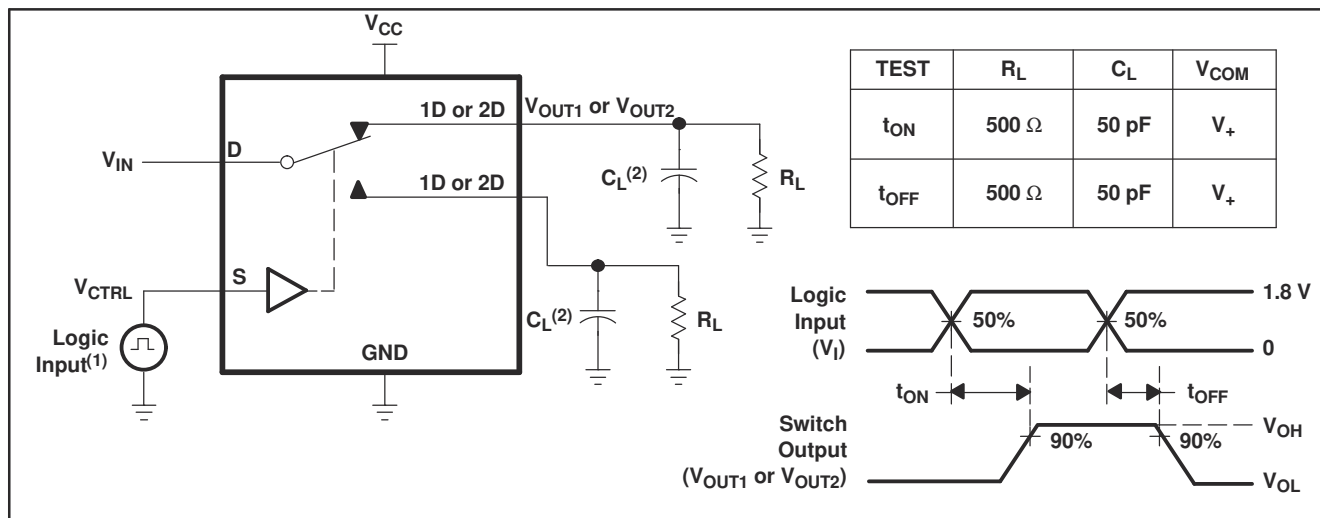 VCC
1D or 2D
VOUT1 or VOUT2
VIN
D
CL(2)
RL
1D or 2D
VCTRL
S
CL(2)
RL
Logic
Input(1)
GND
TEST RL CL VCOM
tON 500 Ω 50 pF V+
tOFF 500 Ω 50 pF V+
Logic
Input
(VI)
50%
50%
1.8 V
0
tON
tOFF
Switch
Output
(VOUT1 or VOUT2)
90%
90%
VOH
VOL